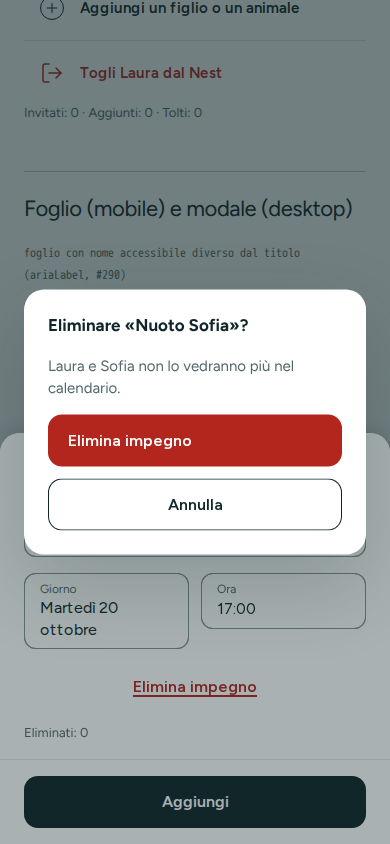 Aggiungi un figlio o un animale
Togli Laura dal Nest
Invitati: 0 · Aggiunti: 0 · Tolti: 0
Foglio (mobile) e modale (desktop)
foglio con nome accessibile diverso dal titolo
(ariaLabel, #290)
Eliminare «Nuoto Sofia»?
Laura e Sofia non lo vedranno più nel
calendario.
Elimina impegno
Annulla
Giorno
Martedì 20
ottobre
Ora
17:00
Elimina impegno
Eliminati: 0
Aggiungi